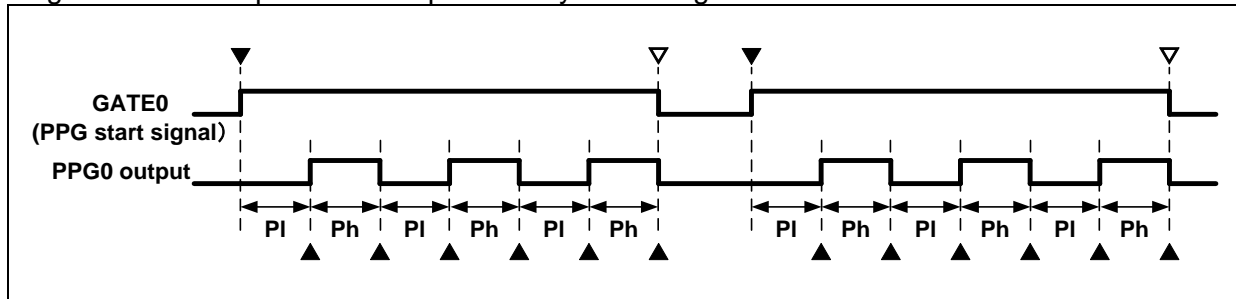 GATE0
(PPG start signal）
PPG0 output
Pl Ph Pl Ph Pl Ph Pl Ph Pl Ph Pl Ph